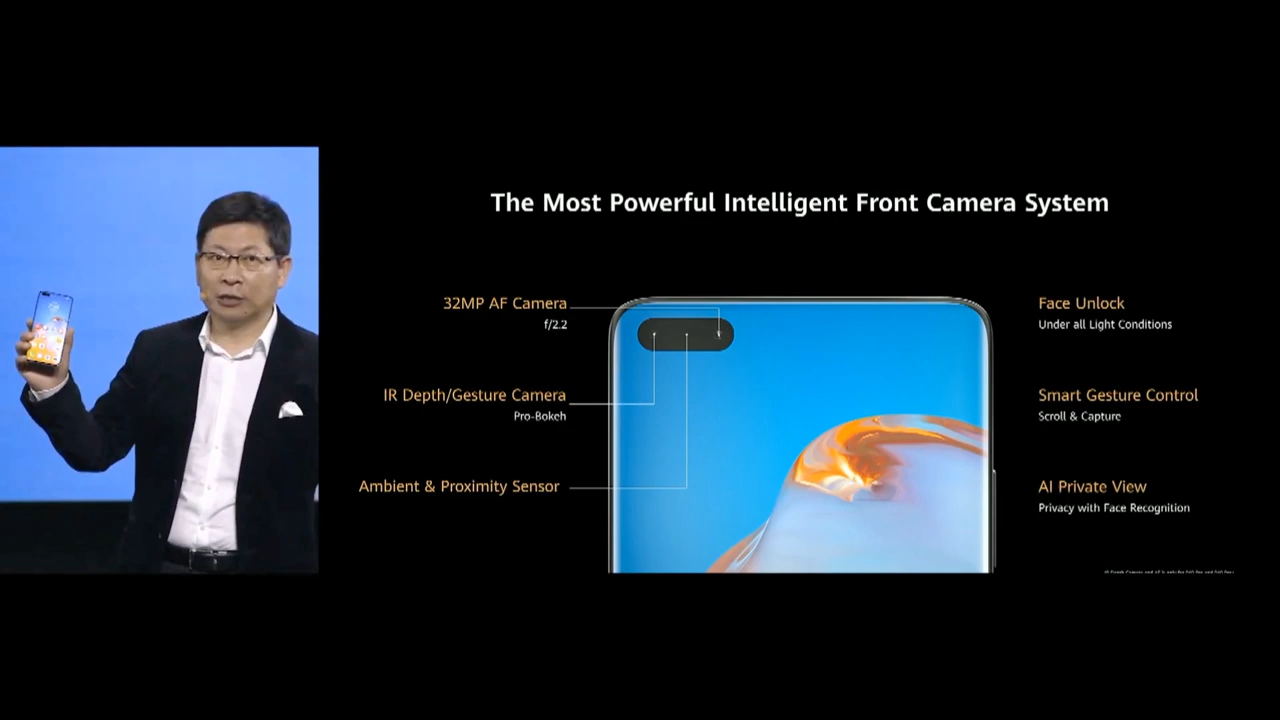 The Most Powerful Intelligent Front Camera System
32MP AF Camera
f/2.2
IR Depth/Gesture Camera
Pro-Bokeh
Ambient & Proximity Sensor
Face Unlock
Under all Light Conditions
Smart Gesture Control
Scroll & Capture
AI Private View
Privacy with Face Recognition